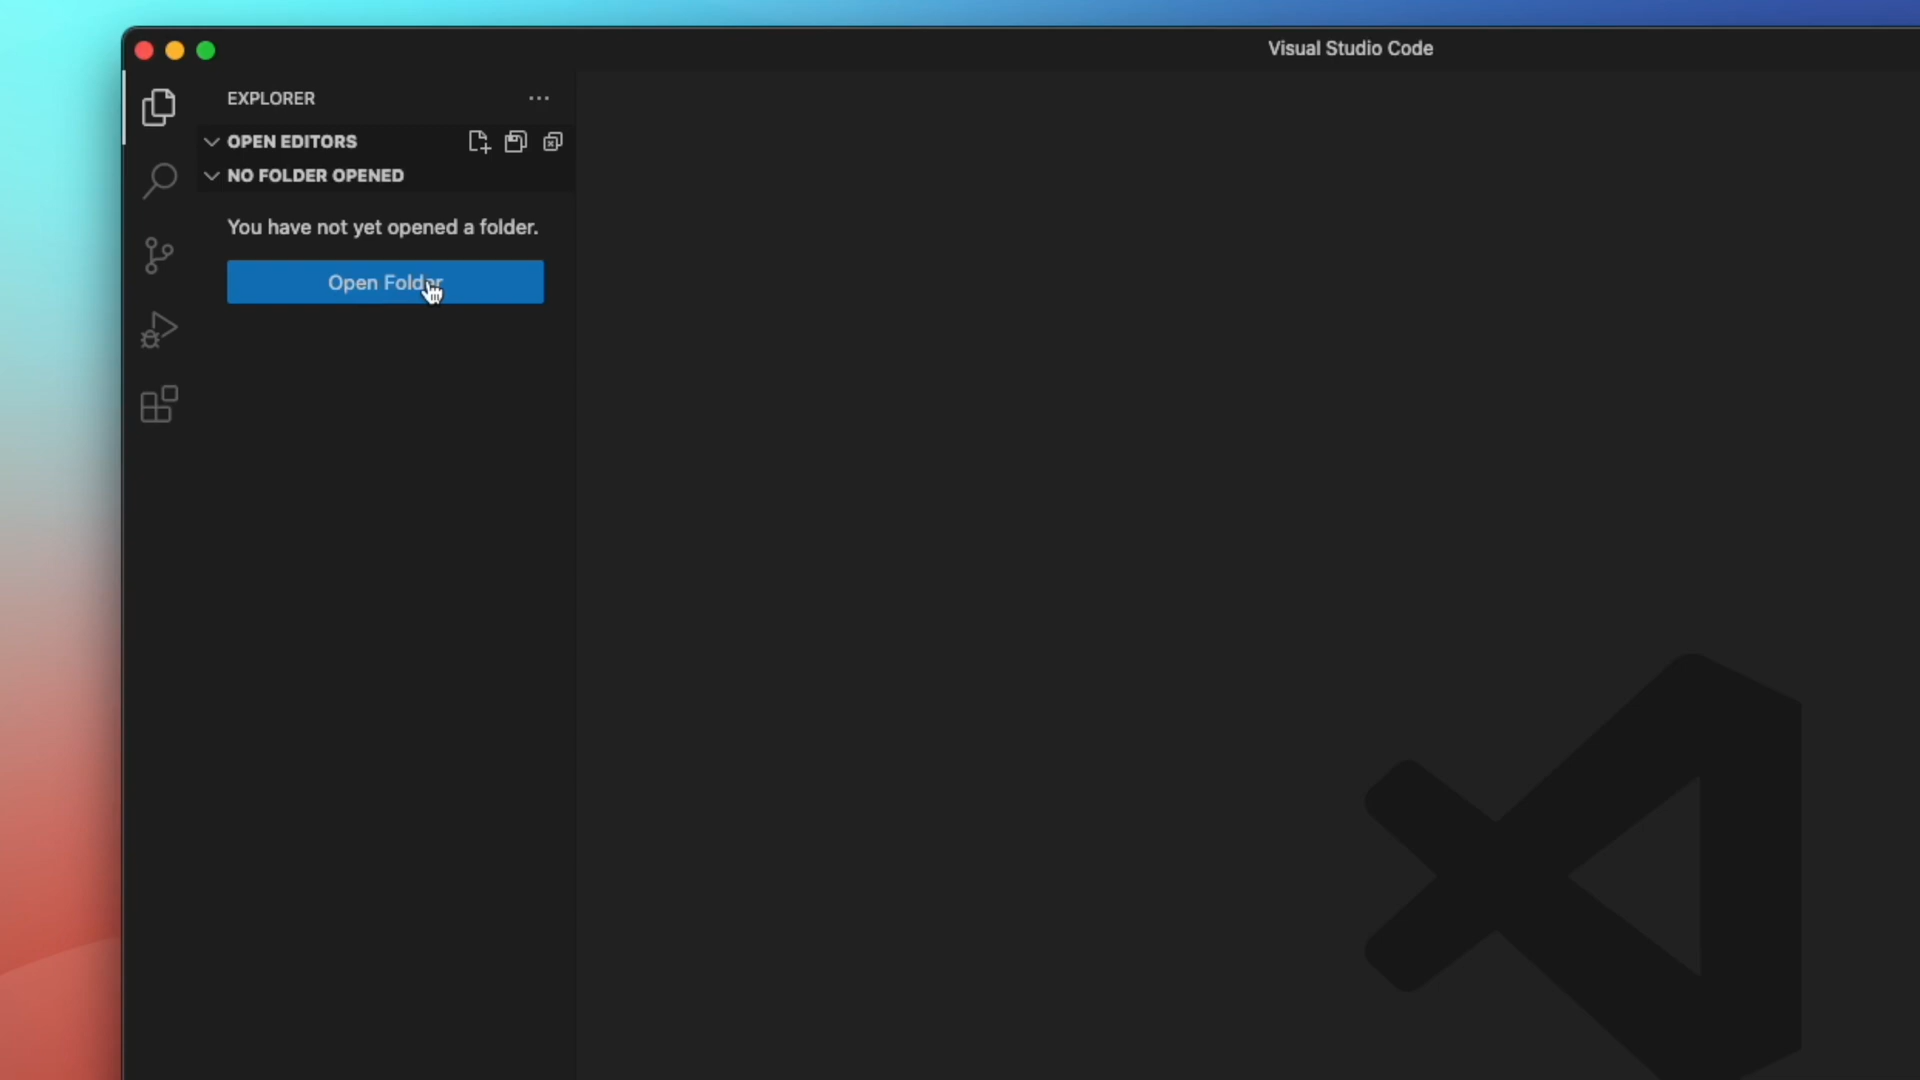 Visual Studio Code
EXPLORER
OPEN EDITORS
NO FOLDER OPENED
You have not yet opened a folder.
Open Folder